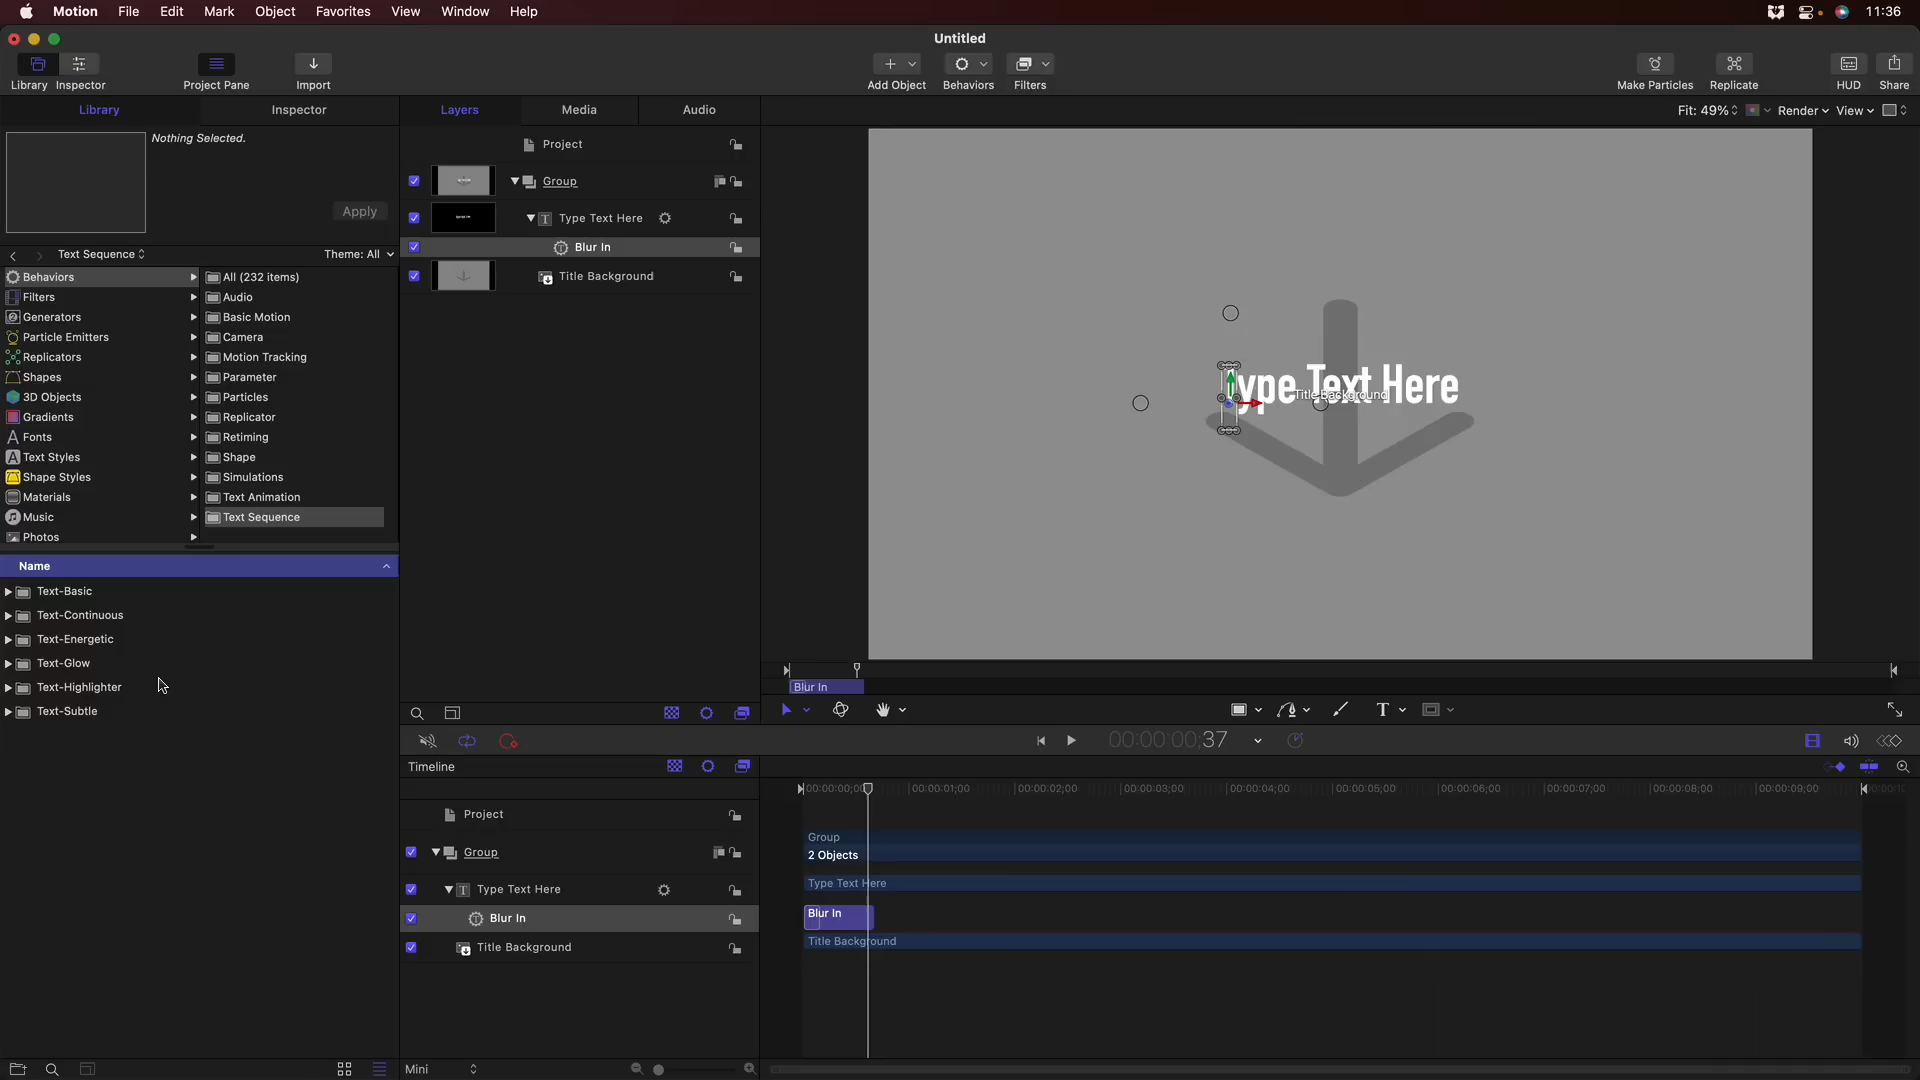 Motion File Edit Mark Object Favorites View Window Help 11:36
Untitled
Library Inspector Project Pane Import Add Object Behaviors Filters Make Particles Replicate HUD Share
Library Inspector Layers Media Audio
Fit: 49% Render View
Nothing Selected.
Apply
Text Sequence Theme: All
Behaviors
Filters
Generators
Particle Emitters
Replicators
Shapes
3D Objects
Gradients
Fonts
Text Styles
Shape Styles
Materials
Music
Photos
All (232 items)
Audio
Basic Motion
Camera
Motion Tracking
Parameter
Particles
Replicator
Retiming
Shape
Simulations
Text Animation
Text Sequence
Name
Text-Basic
Text-Continuous
Text-Energetic
Text-Glow
Text-Highlighter
Text-Subtle
Project
Group
Type Text Here
Blur In
Title Background
Type Text Here
Title Background
Blur In
00:00:00;37
Timeline
Project
Group
Type Text Here
Blur In
Title Background
00:00:00;00 00:00:01;00 00:00:02;00 00:00:03;00 00:00:04;00 00:00:05;00 00:00:06;00 00:00:07;00 00:00:08;00 00:00:09;00
Group
2 Objects
Type Text Here
Blur In
Title Background
Mini